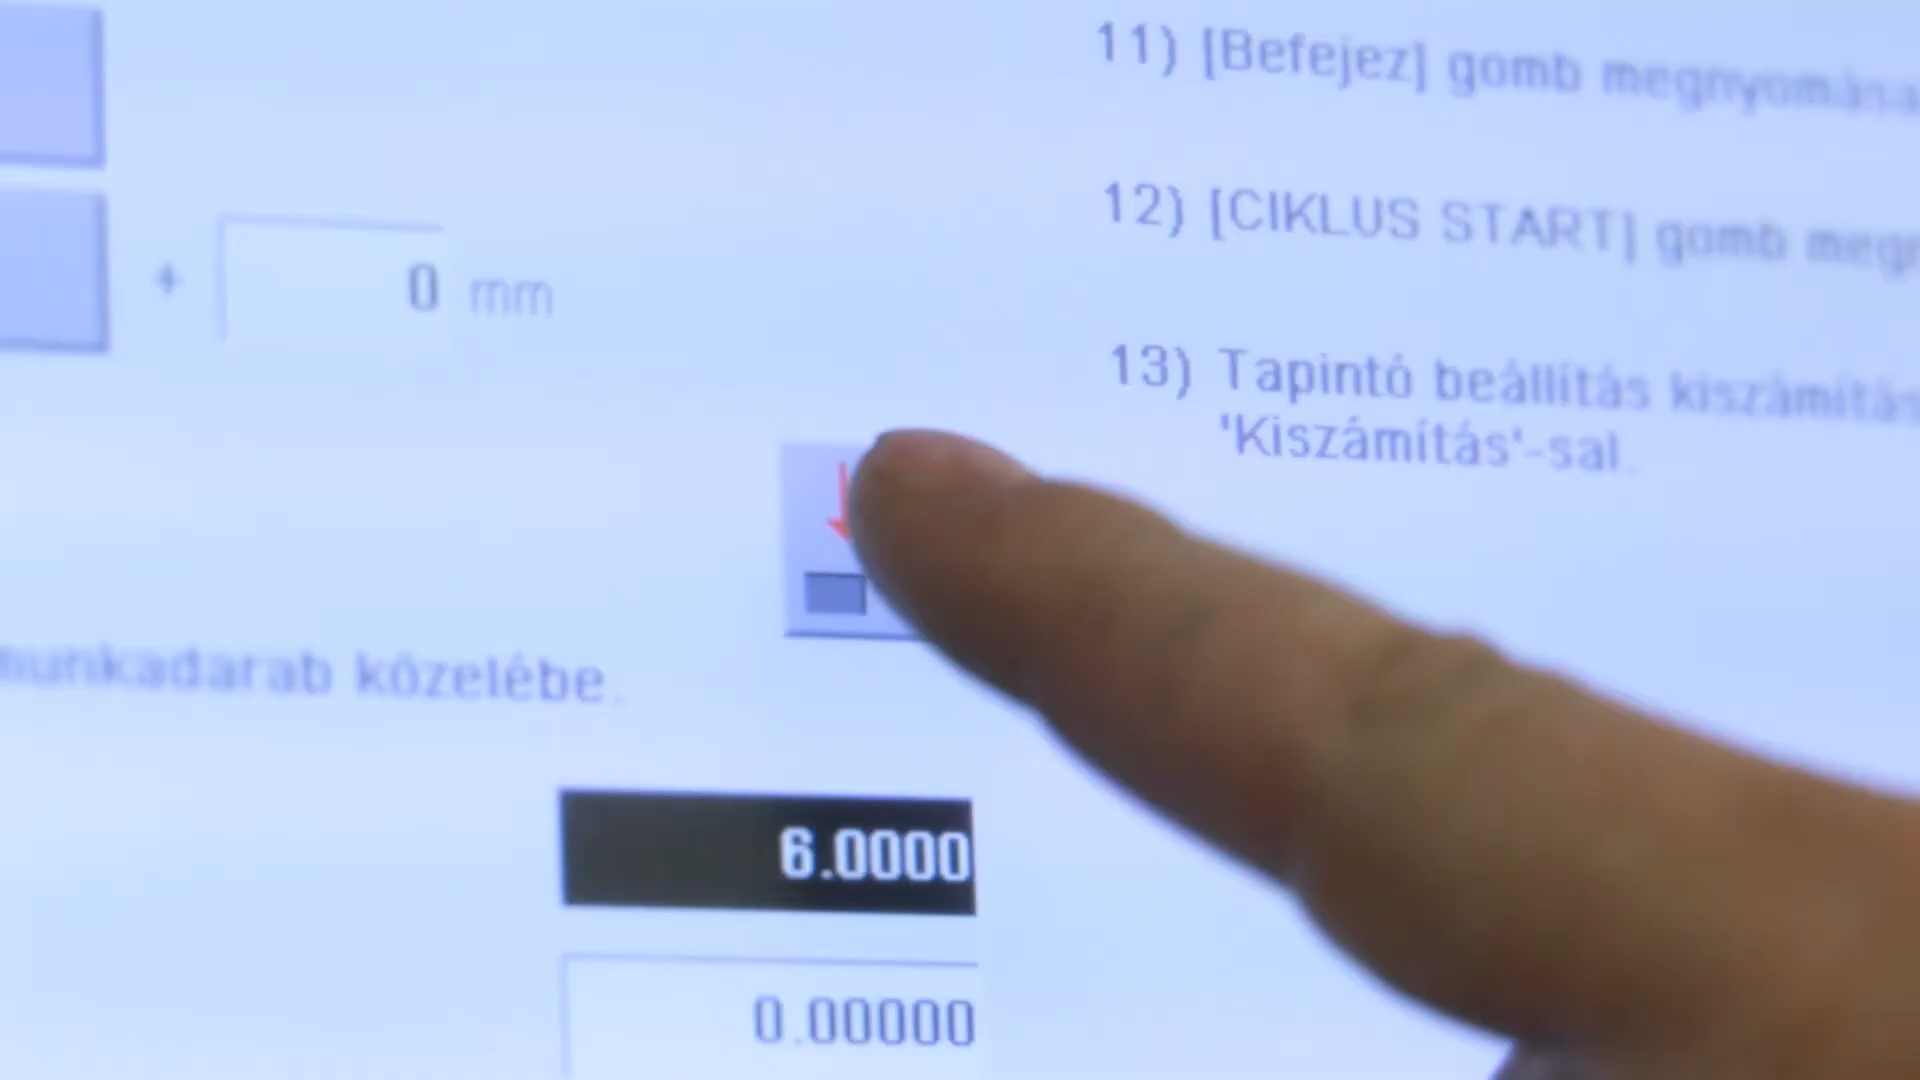 11) [Befejez] gomb
12) [CIKLUS START] gomb
13) Tapintó beállítás
'Kiszámítás'-sal.
+ 0 mm
munkadarab közelébe.
6.0000
0.00000